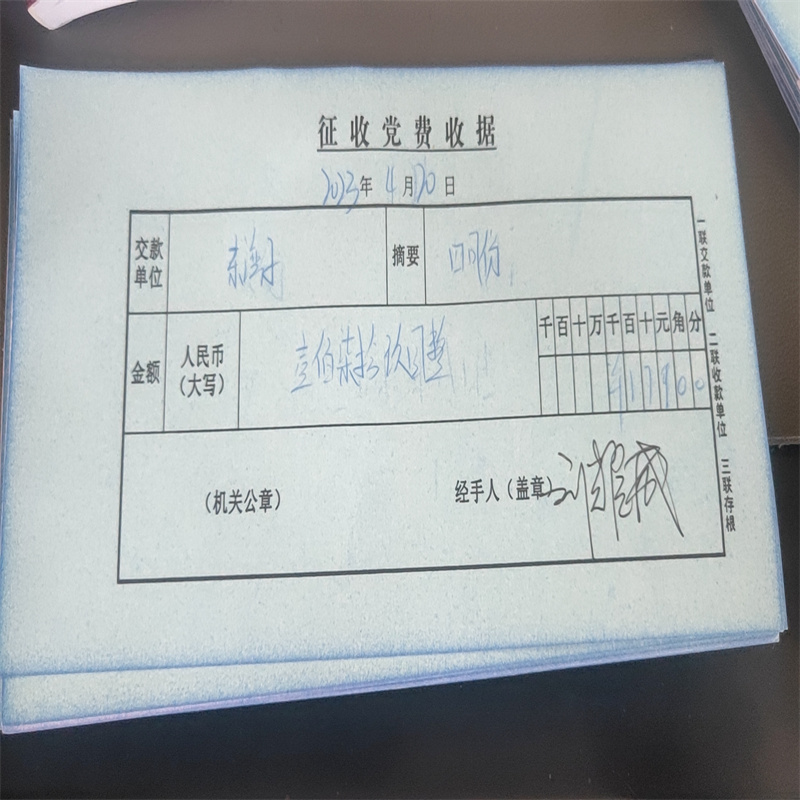 征收党费收据
2023年4月20日
交款单位
摘要
金额
人民币(大写)
壹佰柒拾玖圆整
千百十万千百十元角分
¥17900
(机关公章)
经手人(盖章)
一联交款单位 二联收款单位 三联存根